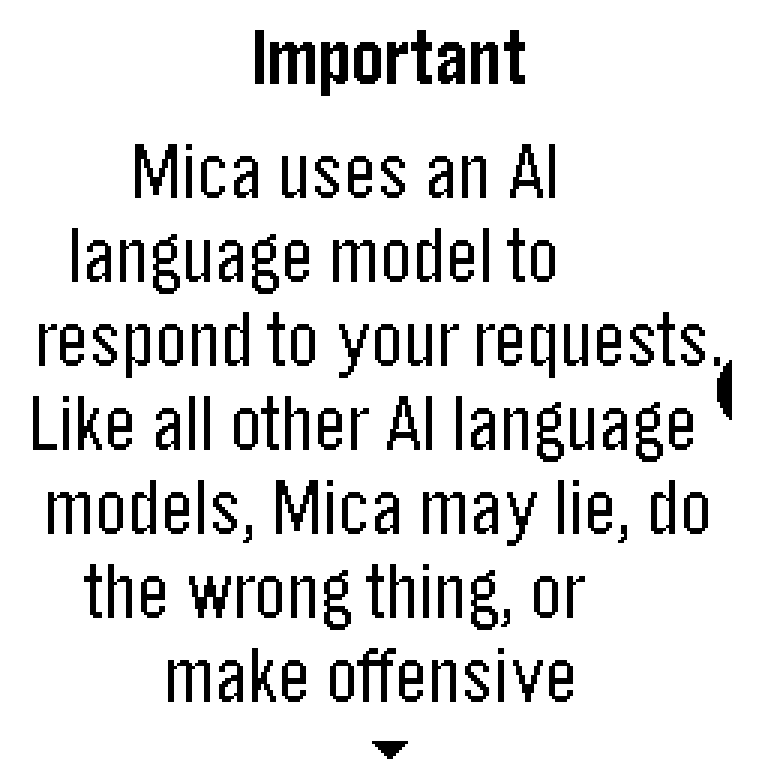 Important
Mica uses an AI
language model to
respond to your requests.
Like all other AI language
models, Mica may lie, do
the wrong thing, or
make offensive